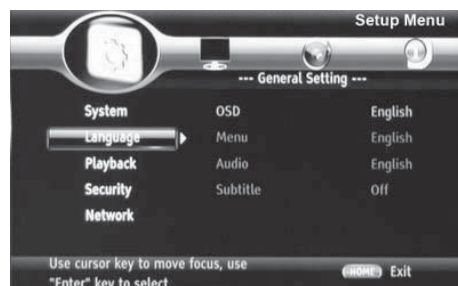 Setup Menu
--- General Setting ---
System OSD English
Language Menu English
Playback Audio English
Security Subtitle Off
Network
Use cursor key to move focus, use
"Enter" key to select
HOME Exit